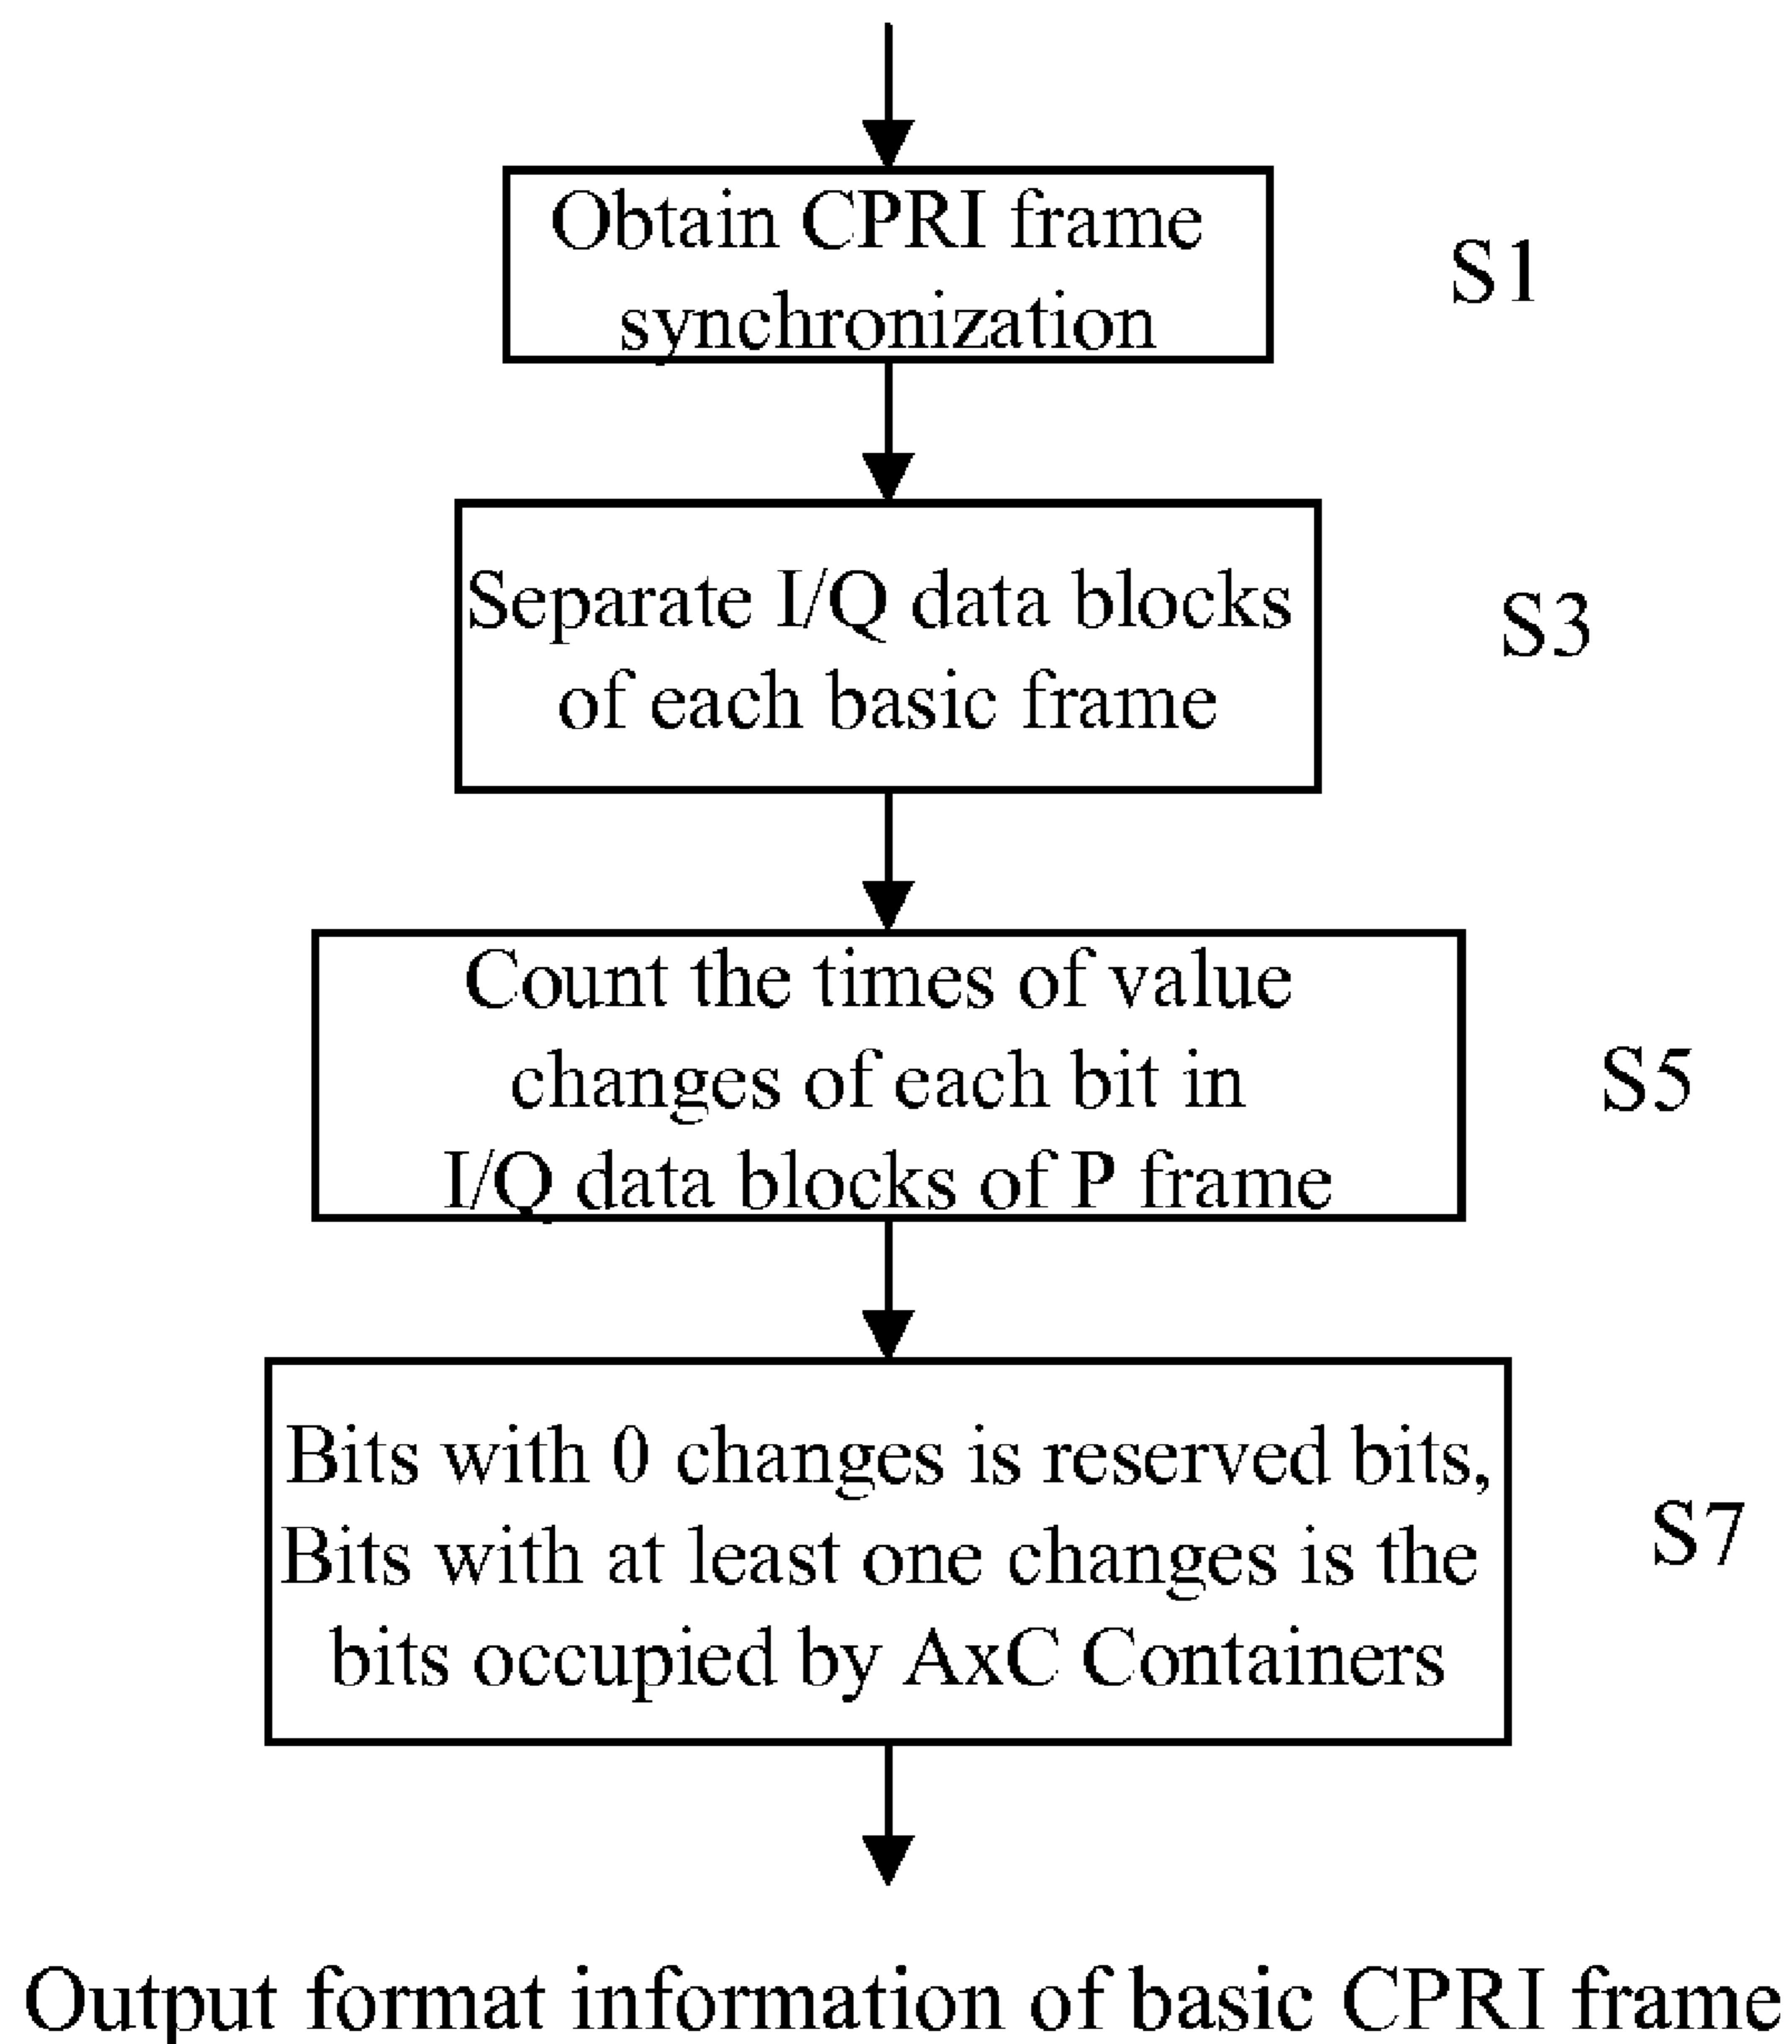 Obtain CPRI frame
synchronization
S1
Separate I/Q data blocks
of each basic frame
S3
Count the times of value
changes of each bit in
I/Q data blocks of P frame
S5
Bits with 0 changes is reserved bits,
Bits with at least one changes is the
bits occupied by AxC Containers
S7
Output format information of basic CPRI frame